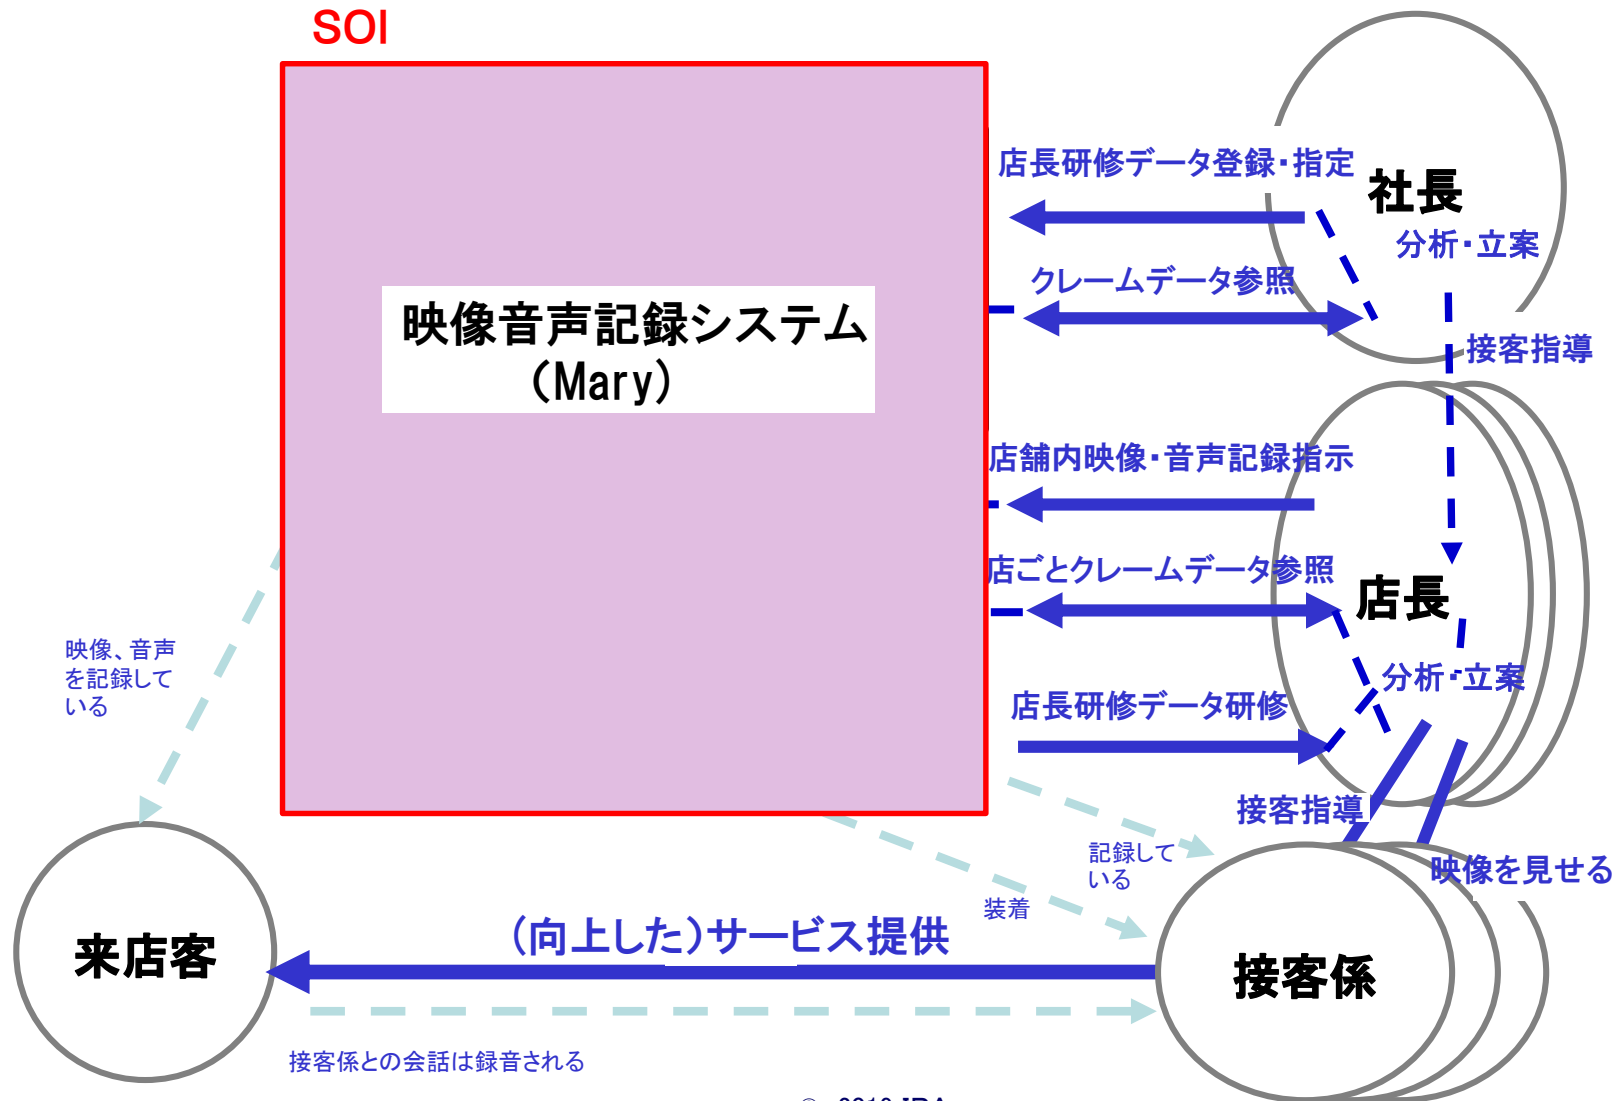 SOI
店長研修データ登録・指定
社長
分析・立案
クレームデータ参照
映像音声記録システム
(Mary)
接客指導
店舗内映像・音声記録指示
店ごとクレームデータ参照
店長
映像、音声
を記録して
いる
分析・立案
店長研修データ研修
接客指導
記録して
いる
映像を見せる
装着
(向上した)サービス提供
来店客
接客係
接客係との会話は録音される